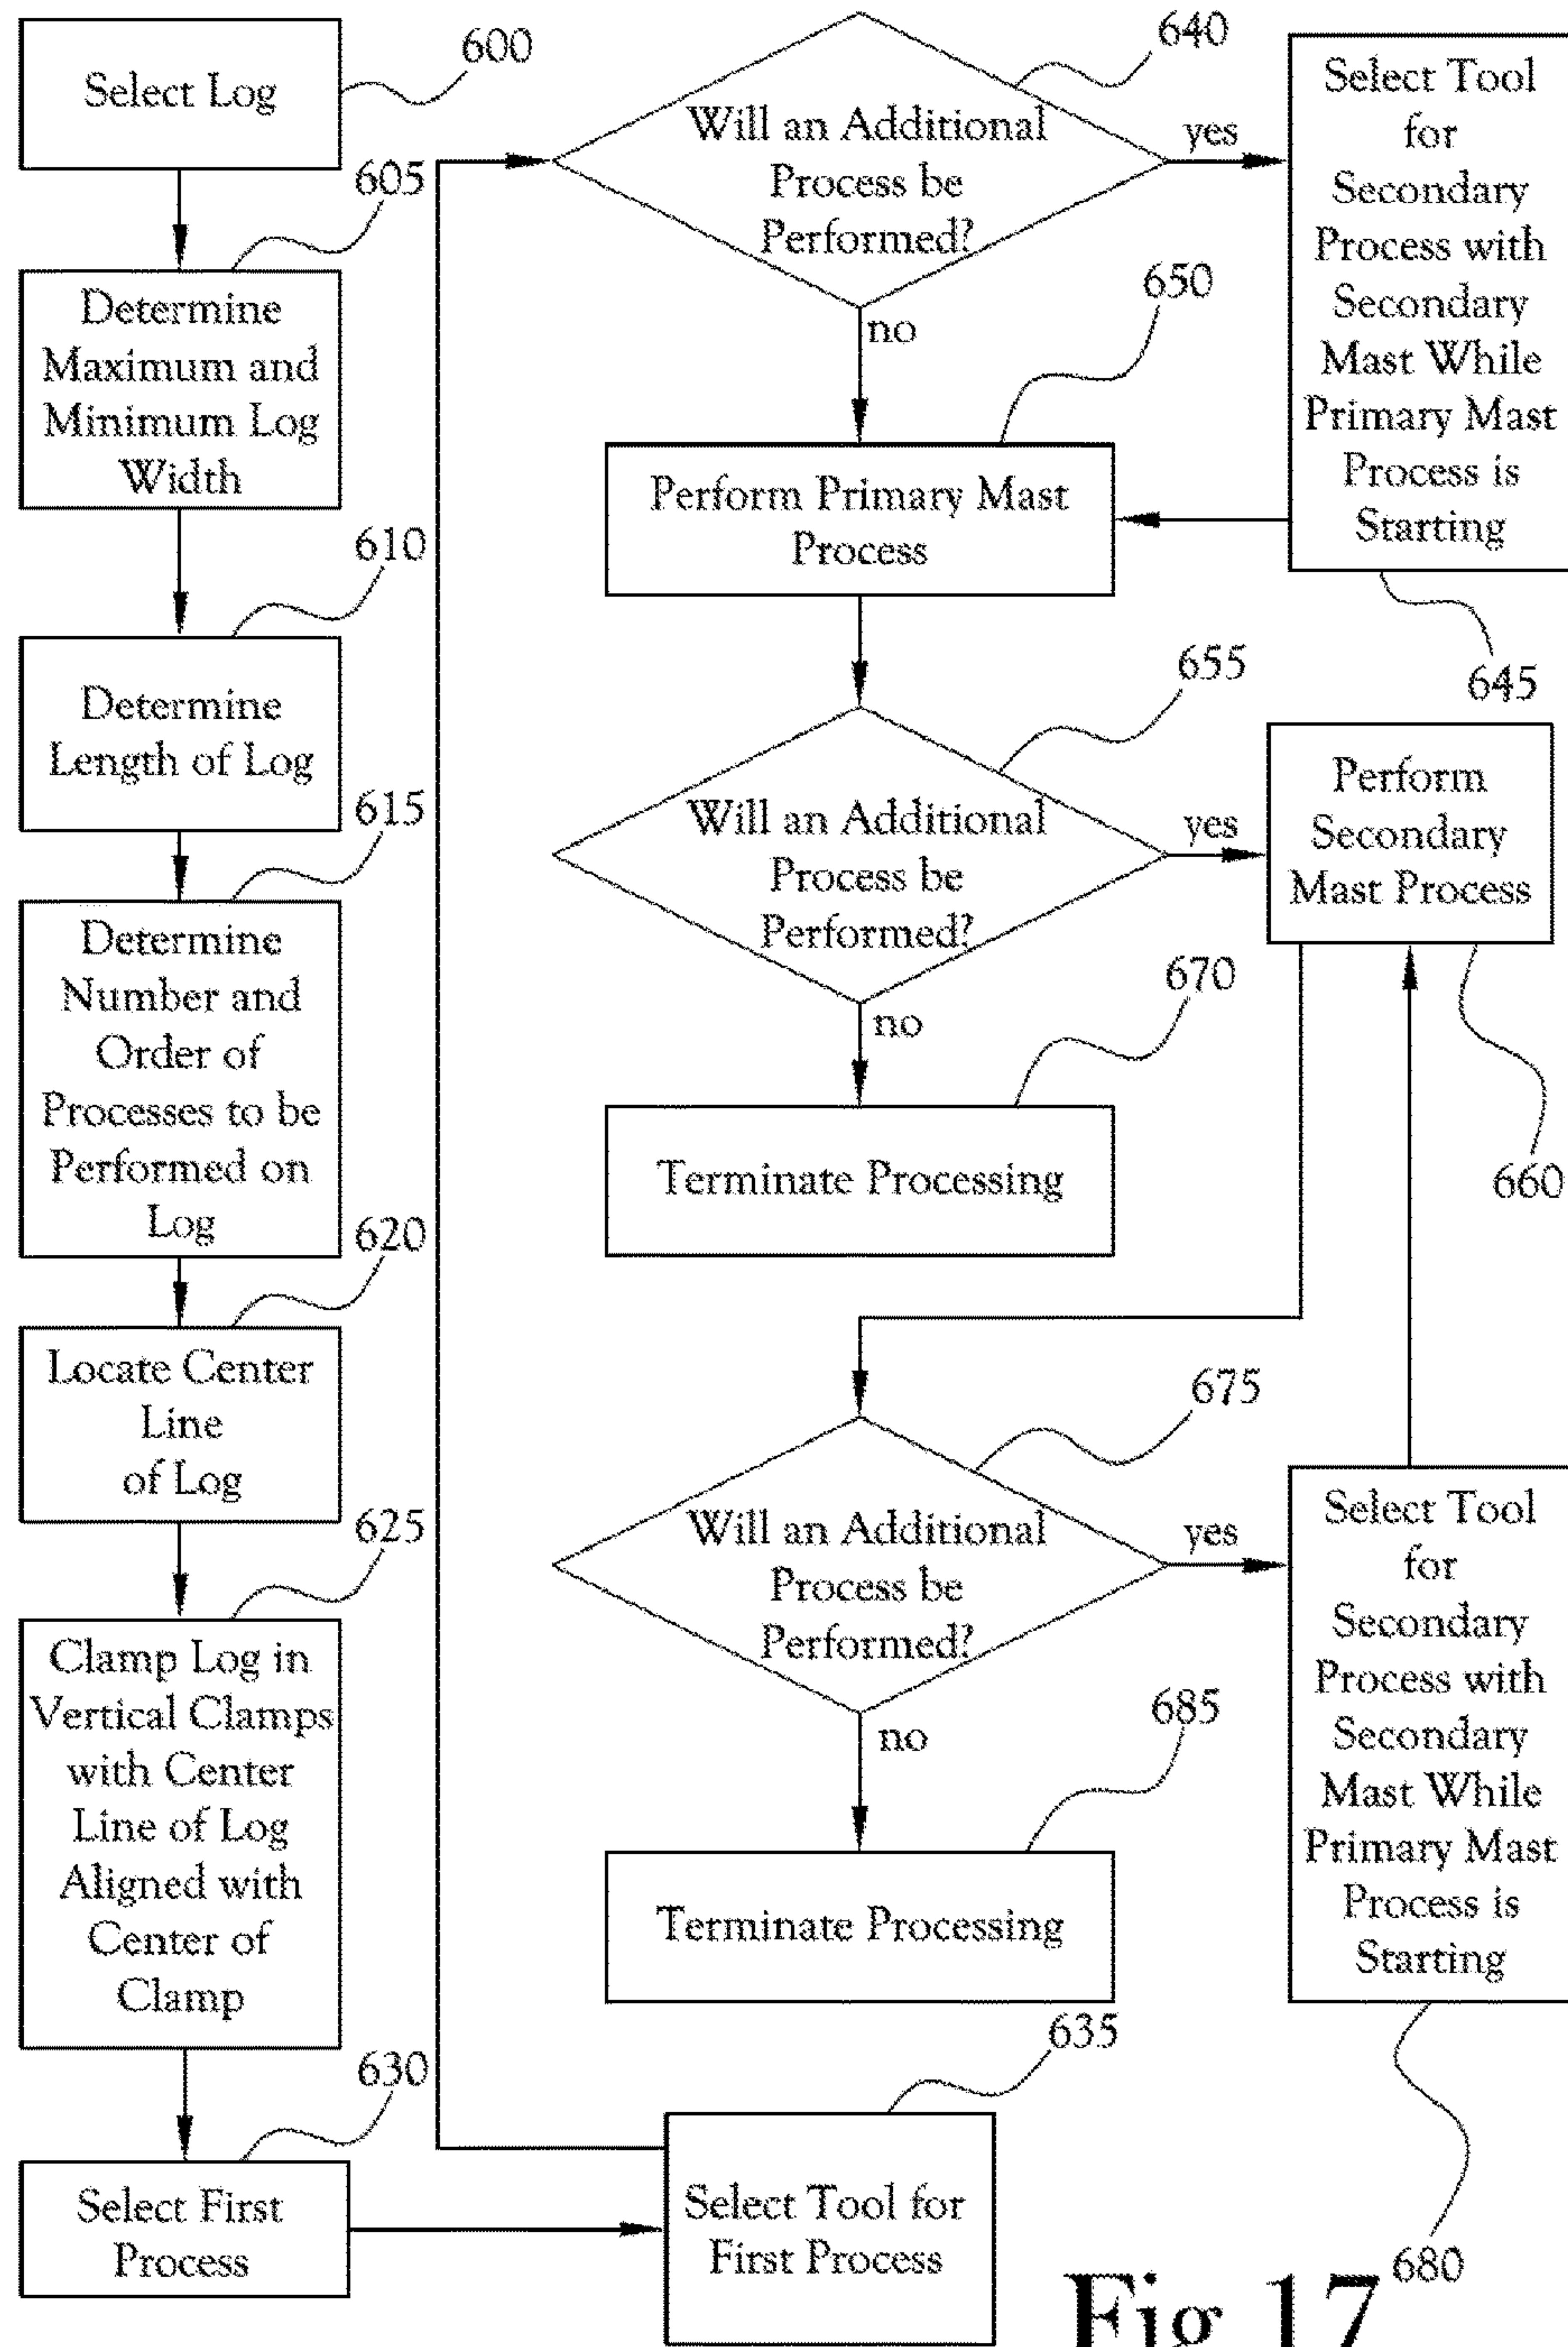 Select Log
600
605
Determine
Maximum and
Minimum Log
Width
610
Determine
Length of Log
615
Determine
Number and
Order of
Processes to be
Performed on
Log
620
Locate Center
Line
of Log
625
Clamp Log in
Vertical Clamps
with Center
Line of Log
Aligned with
Center of
Clamp
630
Select First
Process
635
Select Tool for
First Process
640
Will an Additional
Process be
Performed?
yes
no
Select Tool
for
Secondary
Process with
Secondary
Mast While
Primary Mast
Process is
Starting
645
650
Perform Primary Mast
Process
655
Will an Additional
Process be
Performed?
yes
no
Perform
Secondary
Mast Process
660
670
Terminate Processing
675
Will an Additional
Process be
Performed?
yes
no
Select Tool
for
Secondary
Process with
Secondary
Mast While
Primary Mast
Process is
Starting
680
685
Terminate Processing
Fig 17